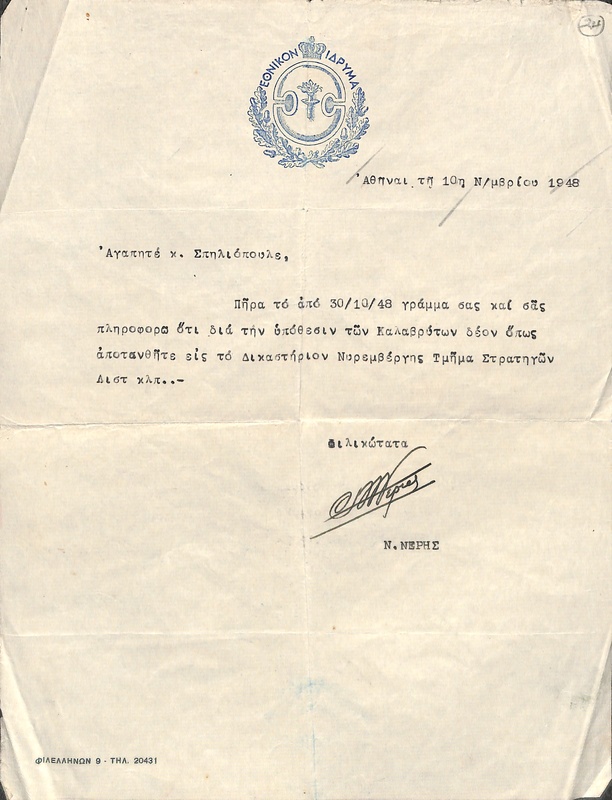 24
ΕΘΝΙΚΟΝ ΙΔΡΥΜΑ
Ἀθῆναι τῇ 10η Ν/μβρίου 1948
Ἀγαπητέ κ. Σπηλιόπουλε,
Πῆρα τό ἀπό 30/10/48 γράμμα σας καί σᾶς
πληροφορῶ ὅτι διά τήν ὑπόθεσιν τῶν Καλαβρύτων δέον ὅπως
ἀποτανθῆτε εἰς τό Δικαστήριον Νυρεμβέργης Τμῆμα Στρατηγῶν
Λιστ κλπ..-
Φιλικώτατα
Ν.ΝΕΡΗΣ
ΦΙΛΕΛΛΗΝΩΝ 9 - ΤΗΛ. 20431